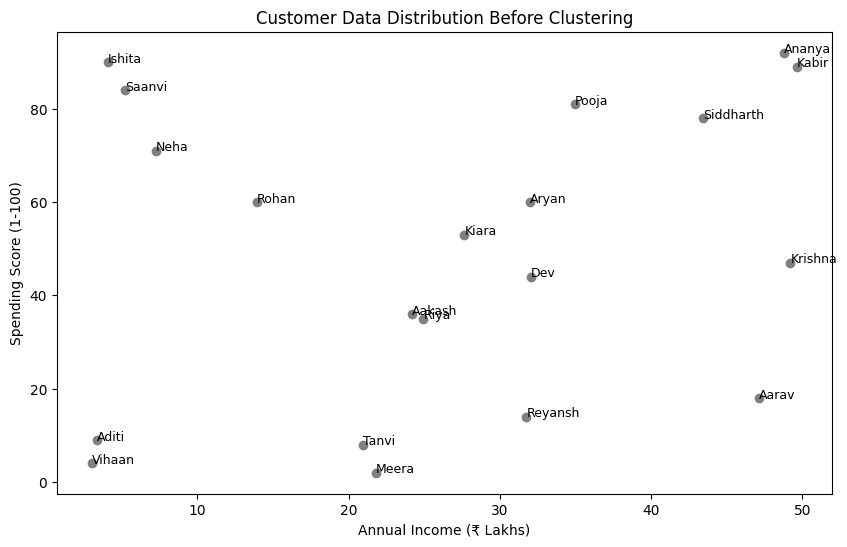 Customer Data Distribution Before Clustering
Ananya
Ishita
Kabir
Saanvi
Pooja
Siddharth
Neha
Rohan
Aryan
Kiara
Krishna
Dev
Aakash
Riya
Aarav
Reyansh
Aditi
Tanvi
Vihaan
Meera
80
60
40
20
0
Spending Score (1-100)
10 20 30 40 50
Annual Income (₹ Lakhs)